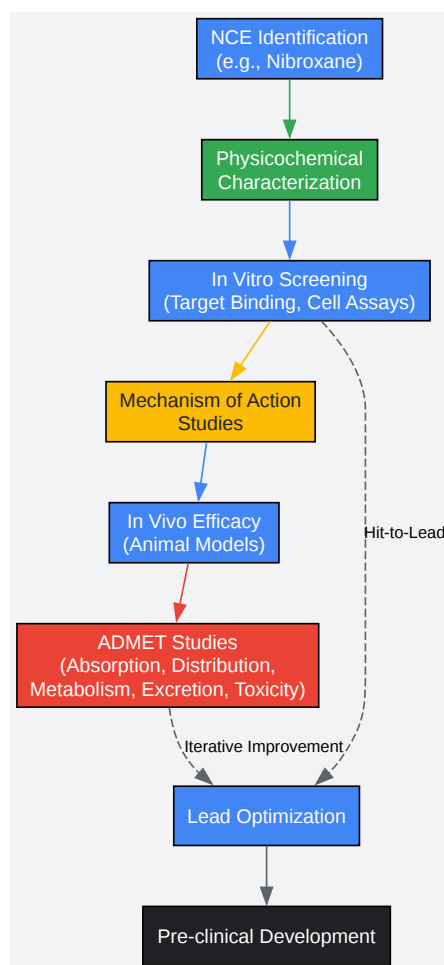 NCE Identification
(e.g., Nibroxane)
Physicochemical
Characterization
In Vitro Screening
(Target Binding, Cell Assays)
Mechanism of Action
Studies
In Vivo Efficacy
(Animal Models)
Hit-to-Lead
ADMET Studies
(Absorption, Distribution,
Metabolism, Excretion, Toxicity)
Iterative Improvement
Lead Optimization
Pre-clinical Development